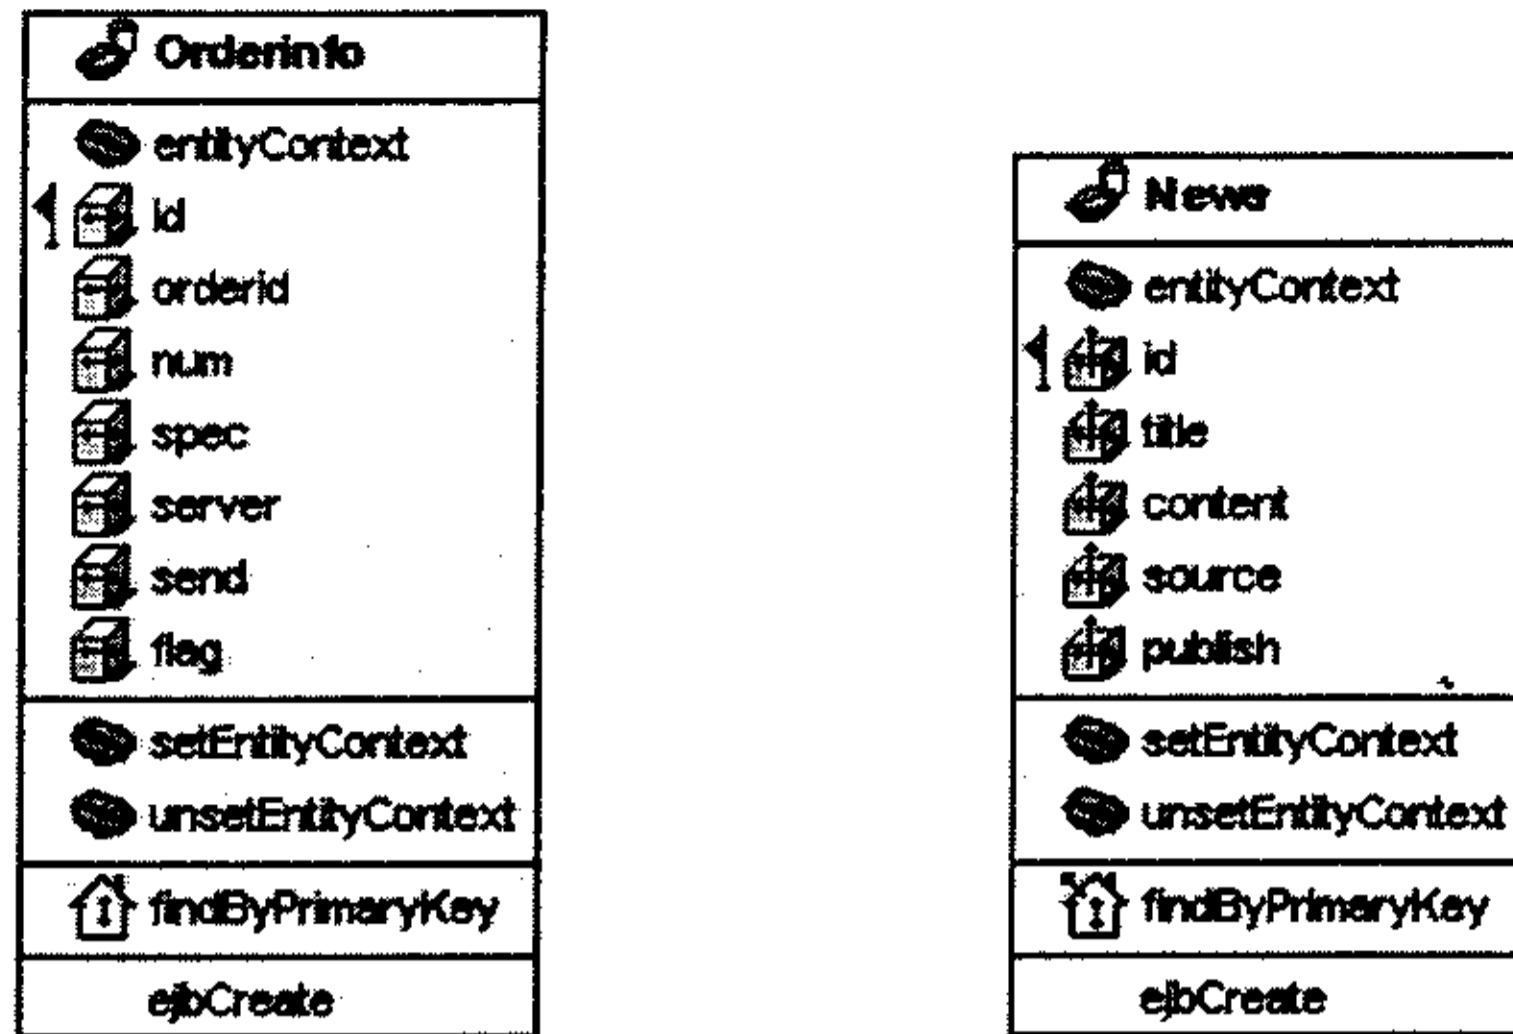 Orderinfo
entityContext
id
orderid
num
spec
server
send
flag
setEntityContext
unsetEntityContext
findByPrimaryKey
ejbCreate
News
entityContext
id
title
content
source
publish
setEntityContext
unsetEntityContext
findByPrimaryKey
ejbCreate